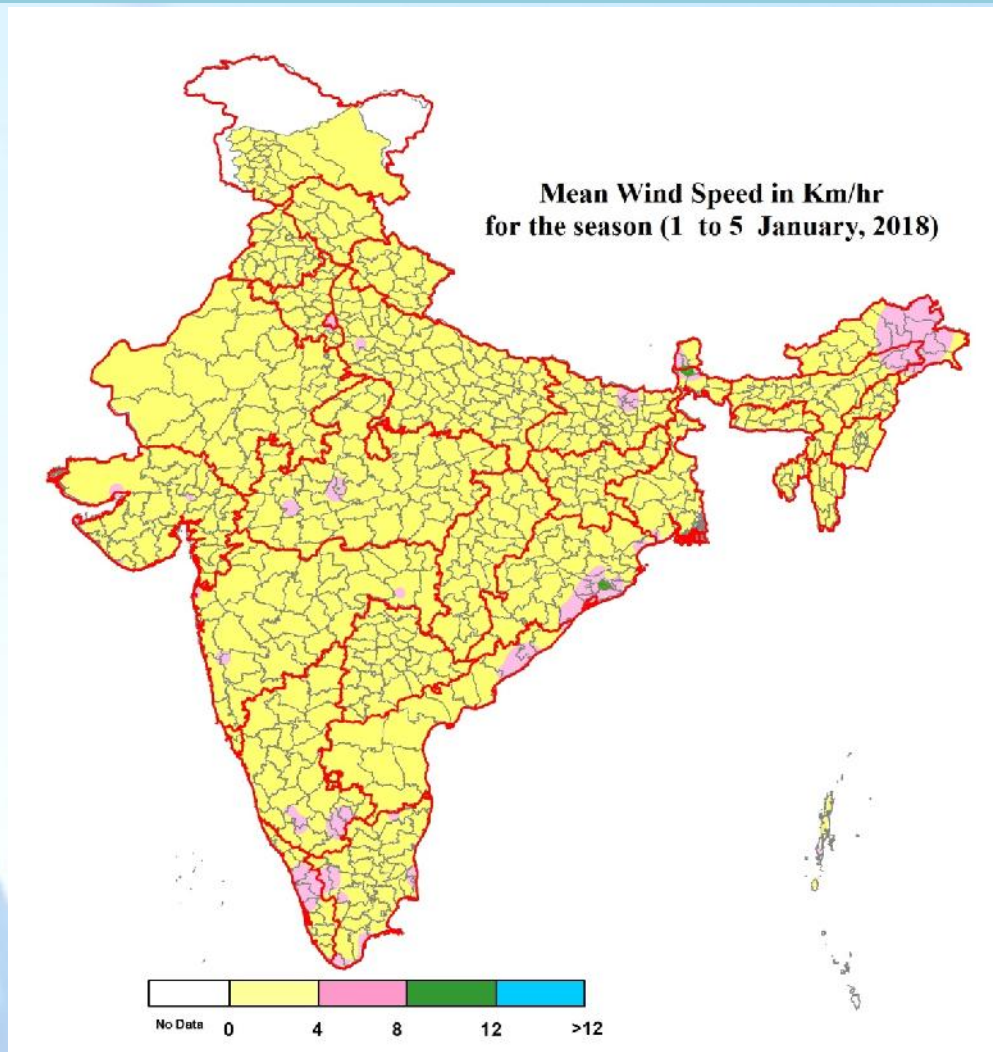 Mean Wind Speed in Km/hr
for the season (1 to 5 January, 2018)
No Data 0 4 8 12 >12